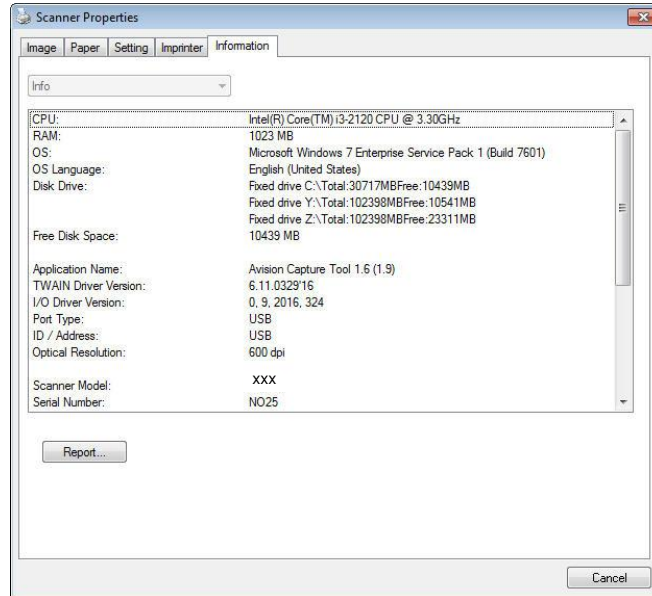 Scanner Properties
Image Paper Setting Imprinter Information
Info
CPU: Intel(R) Core(TM) i3-2120 CPU @ 3.30GHz
RAM: 1023 MB
OS: Microsoft Windows 7 Enterprise Service Pack 1 (Build 7601)
OS Language: English (United States)
Disk Drive: Fixed drive C:\Total:30717MBFree:10439MB
Fixed drive Y:\Total:102398MBFree:10541MB
Fixed drive Z:\Total:102398MBFree:23311MB
Free Disk Space: 10439 MB
Application Name: Avision Capture Tool 1.6 (1.9)
TWAIN Driver Version: 6.11.0329'16
I/O Driver Version: 0, 9, 2016, 324
Port Type: USB
ID / Address: USB
Optical Resolution: 600 dpi
Scanner Model: xxx
Serial Number: NO25
Report...
Cancel